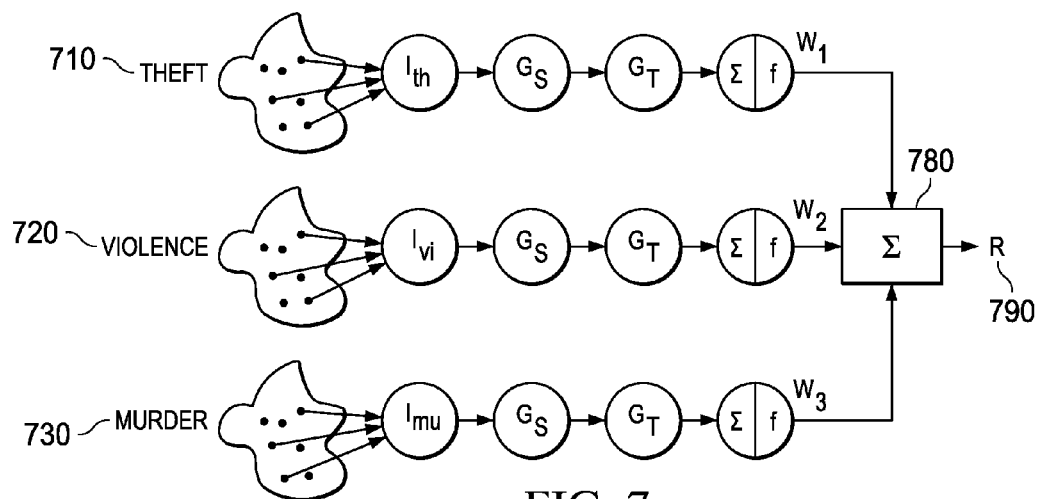 710 THEFT I_th G_S G_T Σ f W_1
780
720 VIOLENCE I_vi G_S G_T Σ f W_2 Σ R
790
730 MURDER I_mu G_S G_T Σ f W_3
FIG. 7